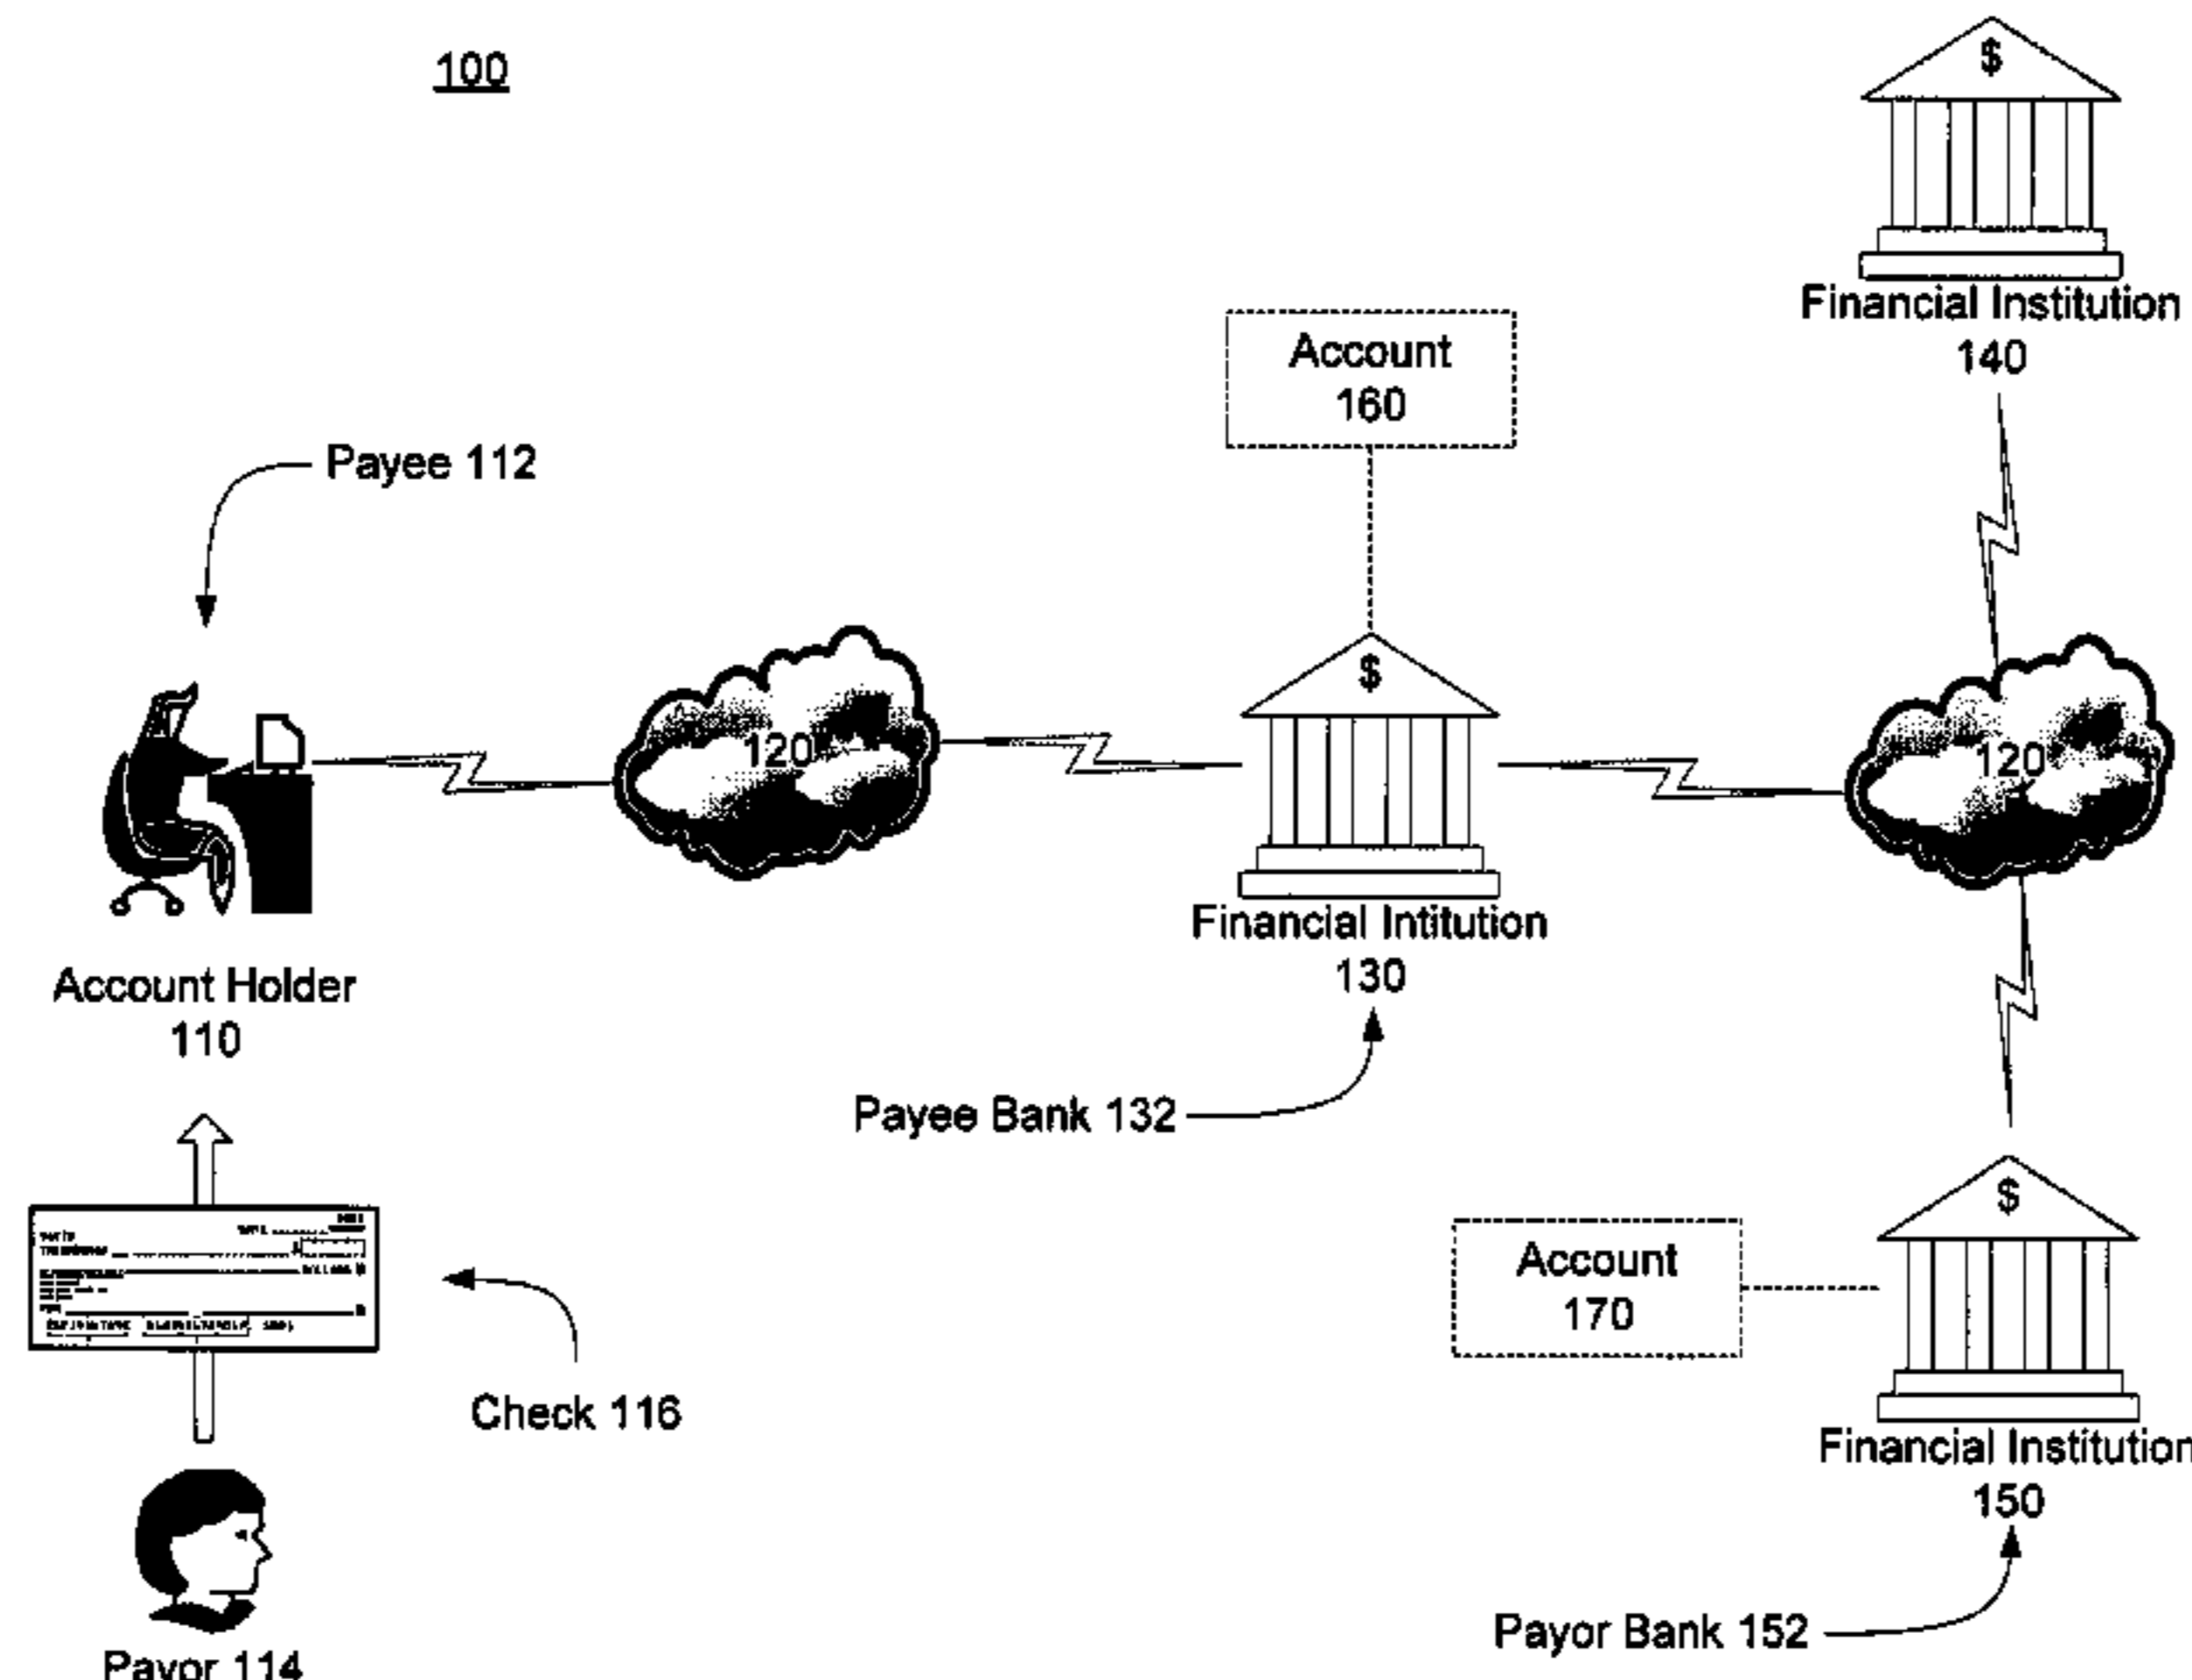 100
$
Financial Institution
140
Account
160
Payee 112
120
$
120
Financial Intitution
130
Account Holder
110
Payee Bank 132
$
Account
170
Check 116
Financial Institution
150
Payor Bank 152
Payor 114